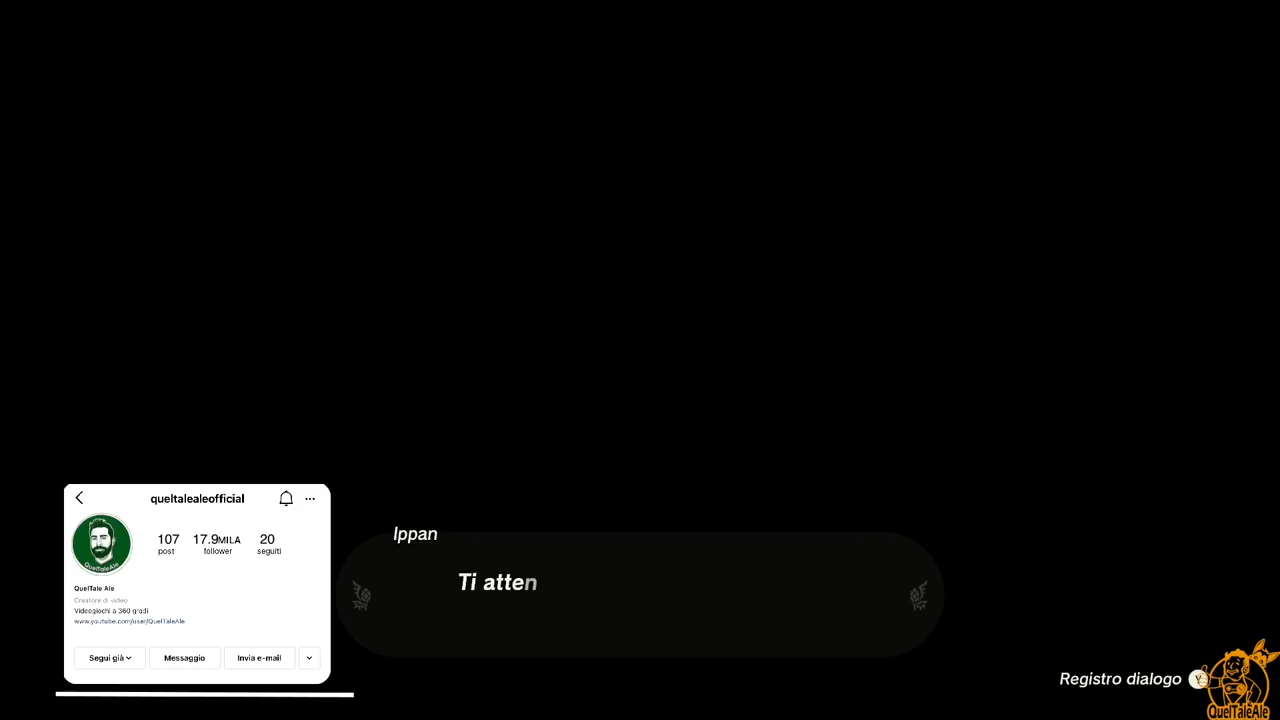 queltalealeofficial
107 17.9MILA 20
post follower seguiti
QuelTaleAle
QuelTale Ale
Creatore di video
Videogiochi a 360 gradi
www.youtube.com/user/QuelTaleAle
Segui già Messaggio Invia e-mail
Ippan
Ti atten
Registro dialogo Y
QuelTaleAle